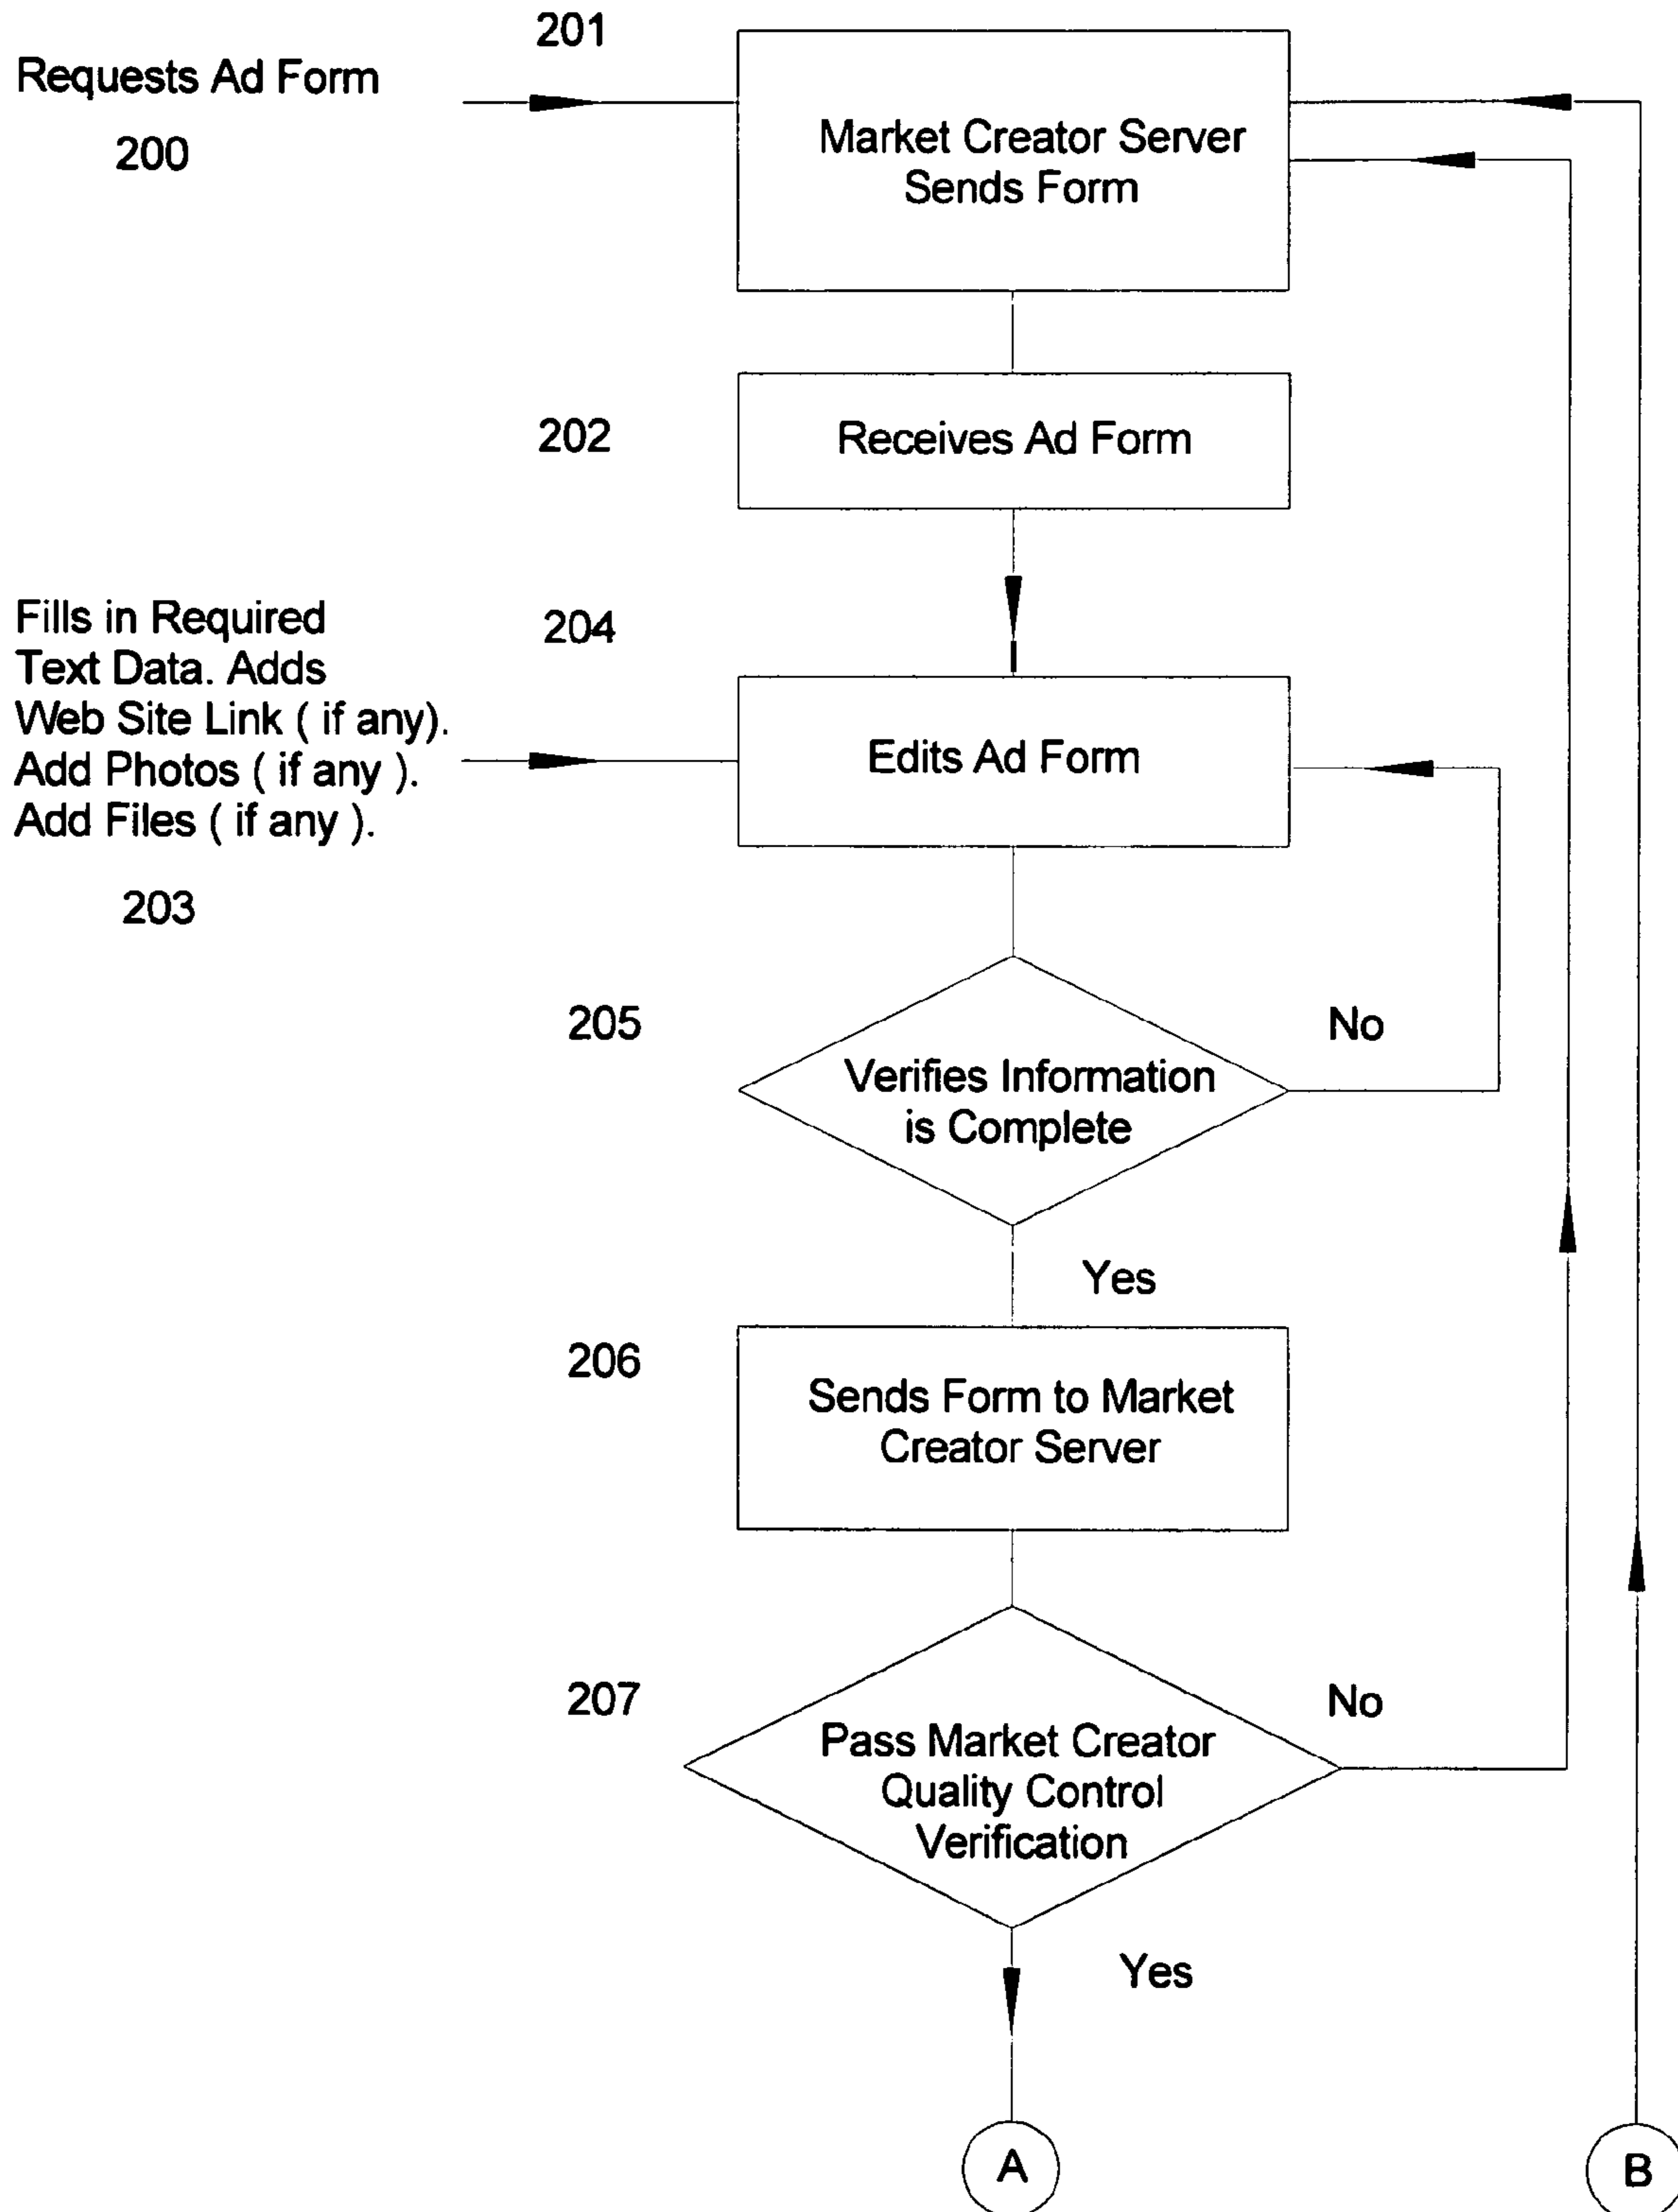 201
Requests Ad Form
200
Market Creator Server
Sends Form
202
Receives Ad Form
Fills in Required
Text Data. Adds
Web Site Link ( if any).
Add Photos ( if any ).
Add Files ( if any ).
203
204
Edits Ad Form
205
Verifies Information
is Complete
No
Yes
206
Sends Form to Market
Creator Server
207
Pass Market Creator
Quality Control
Verification
No
Yes
A
B